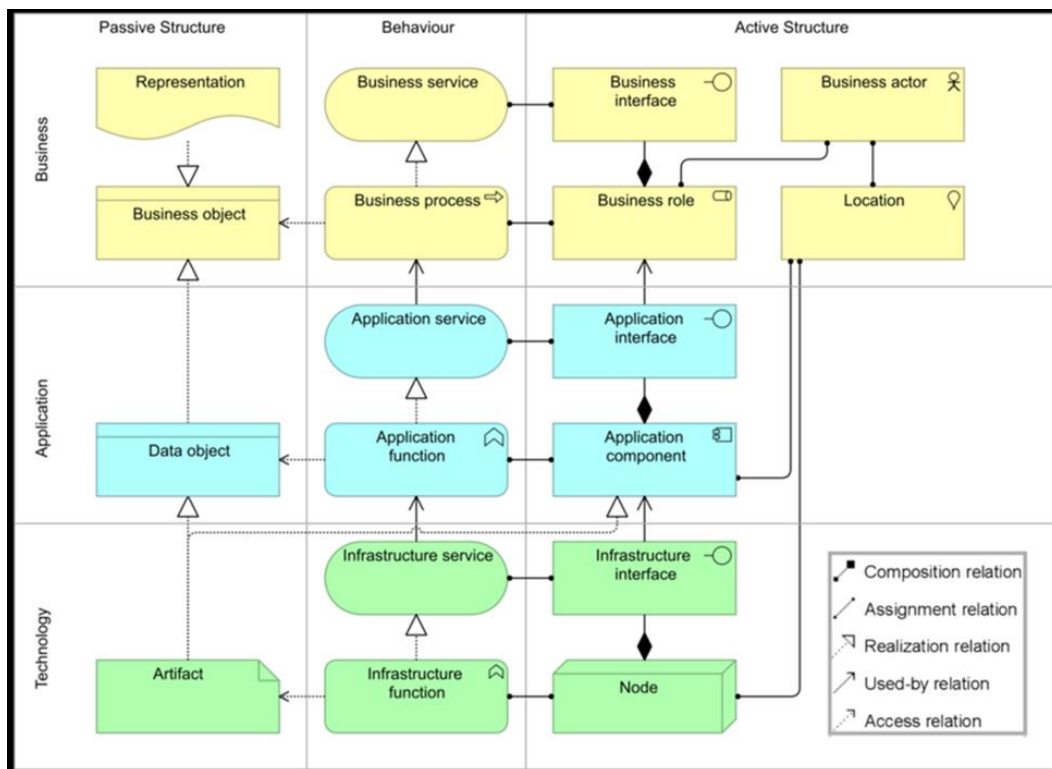 Passive Structure
Behaviour
Active Structure
Business
Representation
Business service
Business
interface
Business actor
Business object
Business process
Business role
Location
Application
Application service
Application
interface
Data object
Application
function
Application
component
Technology
Infrastructure service
Infrastructure
interface
Artifact
Infrastructure
function
Node
Composition relation
Assignment relation
Realization relation
Used-by relation
Access relation